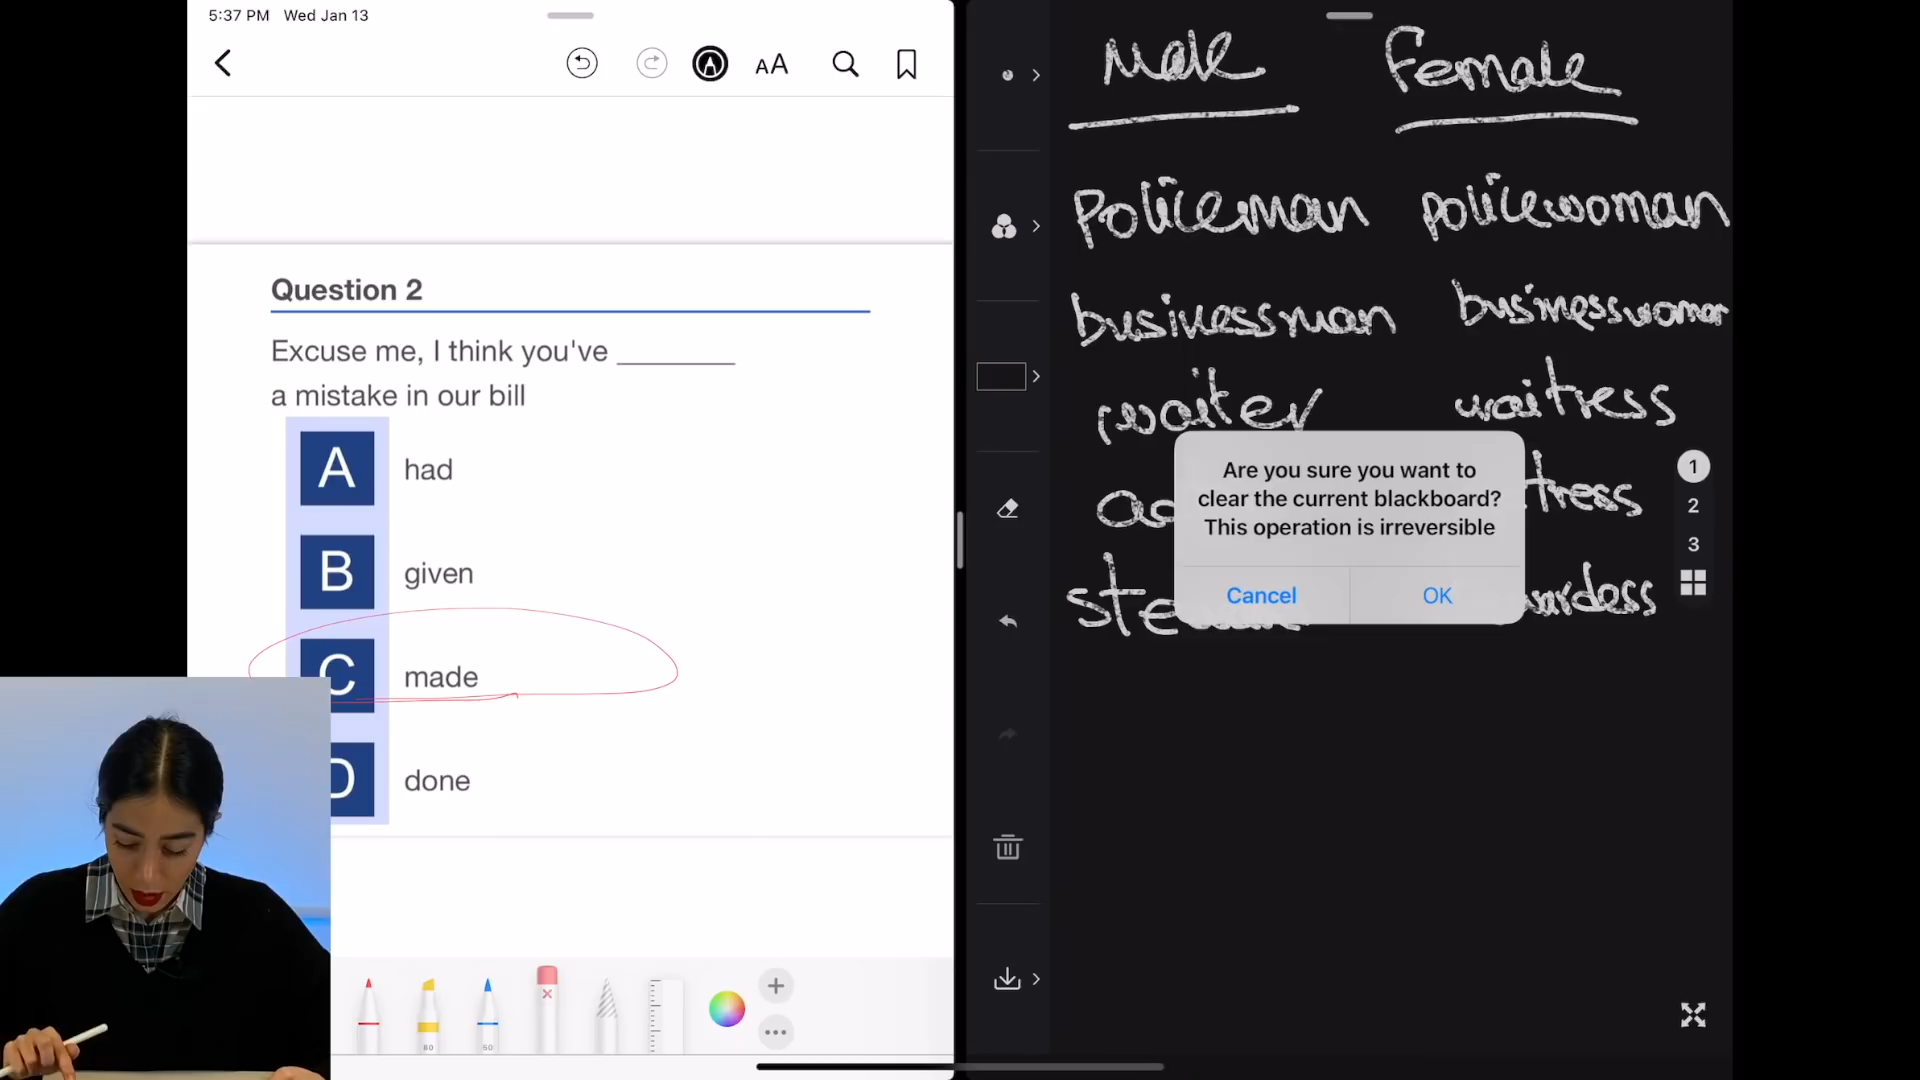 5:37 PM Wed Jan 13
AA
Question 2
Excuse me, I think you've ________
a mistake in our bill
A had
B given
C made
D done
80
50
Male Female
Policeman policewoman
businessman businesswoman
waiter waitress
Are you sure you want to
clear the current blackboard?
This operation is irreversible
Cancel OK
1
2
3